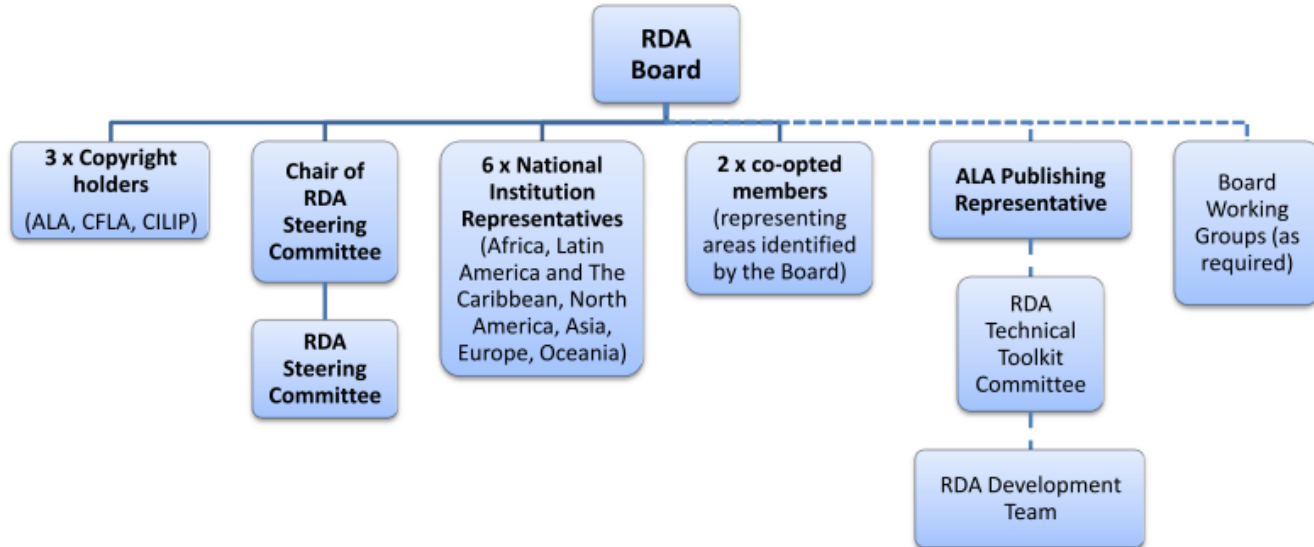 RDA
Board
3 x Copyright
holders
(ALA, CFLA, CILIP)
Chair of
RDA
Steering
Committee
RDA
Steering
Committee
6 x National
Institution
Representatives
(Africa, Latin
America and The
Caribbean, North
America, Asia,
Europe, Oceania)
2 x co-opted
members
(representing
areas identified
by the Board)
ALA Publishing
Representative
RDA
Technical
Toolkit
Committee
RDA Development
Team
Board
Working
Groups (as
required)